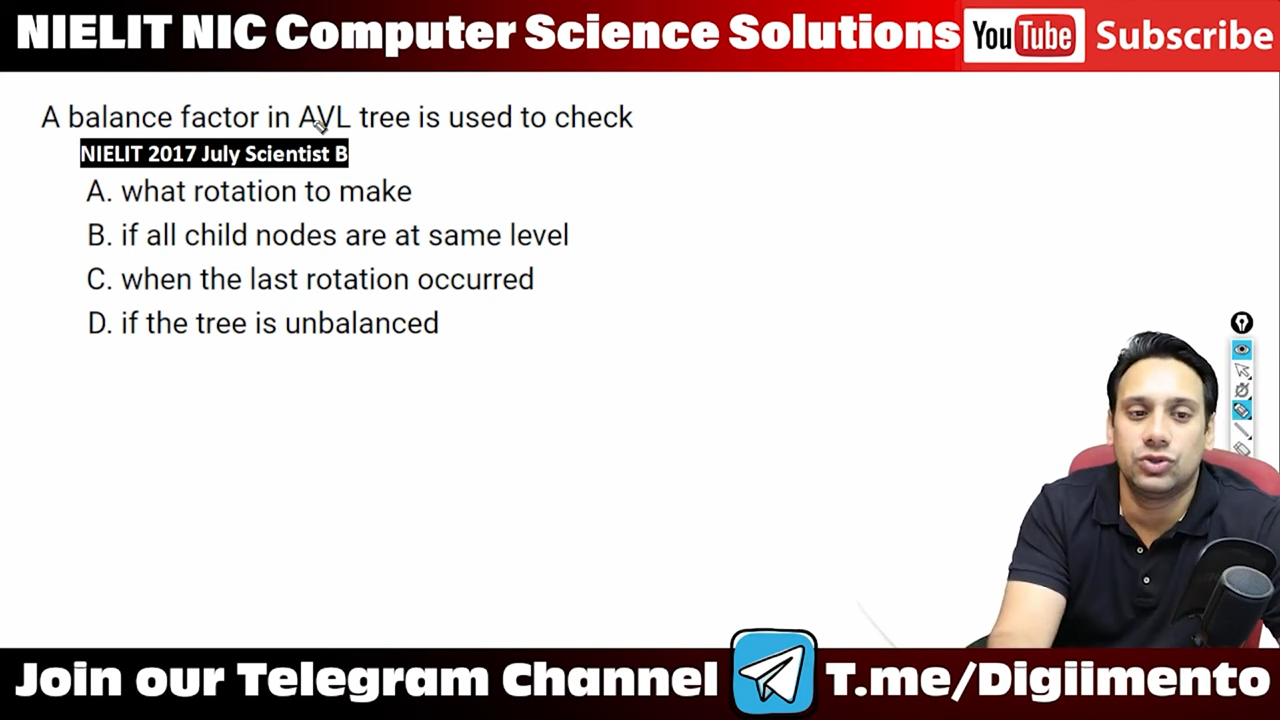 NIELIT NIC Computer Science Solutions YouTube Subscribe
A balance factor in AVL tree is used to check
NIELIT 2017 July Scientist B
A. what rotation to make
B. if all child nodes are at same level
C. when the last rotation occurred
D. if the tree is unbalanced
Join our Telegram Channel T.me/Digiimento